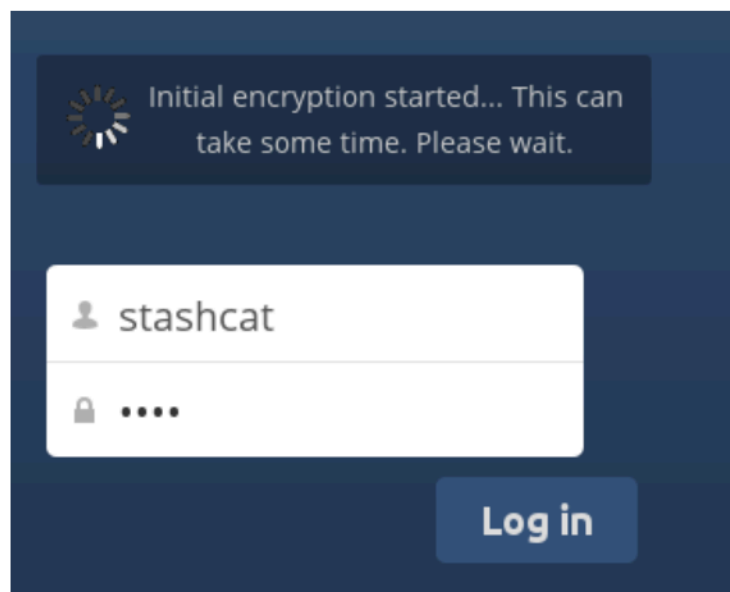 Initial encryption started... This can
take some time. Please wait.
stashcat
••••
Log in